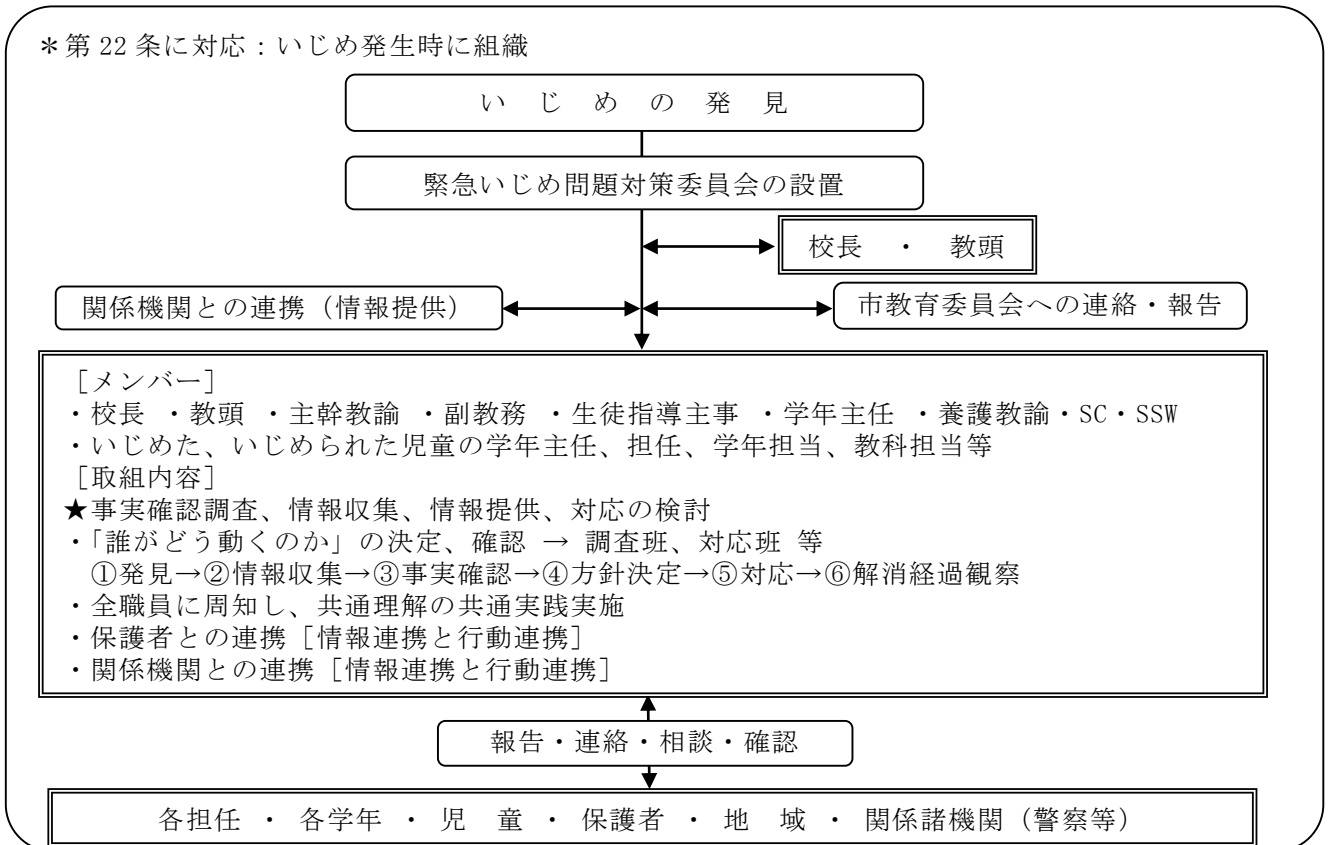 ＊第 22 条に対応：いじめ発生時に組織
い じ め の 発 見
緊急いじめ問題対策委員会の設置
校長 ・ 教頭
関係機関との連携（情報提供）
市教育委員会への連絡・報告
［メンバー］
・校長 ・教頭 ・主幹教諭 ・副教務 ・生徒指導主事 ・学年主任 ・養護教諭・SC・SSW
・いじめた、いじめられた児童の学年主任、担任、学年担当、教科担当等
［取組内容］
★事実確認調査、情報収集、情報提供、対応の検討
・「誰がどう動くのか」の決定、確認 → 調査班、対応班 等
①発見→②情報収集→③事実確認→④方針決定→⑤対応→⑥解消経過観察
・全職員に周知し、共通理解の共通実践実施
・保護者との連携［情報連携と行動連携］
・関係機関との連携［情報連携と行動連携］
報告・連絡・相談・確認
各担任 ・ 各学年 ・ 児 童 ・ 保護者 ・ 地 域 ・ 関係諸機関（警察等）